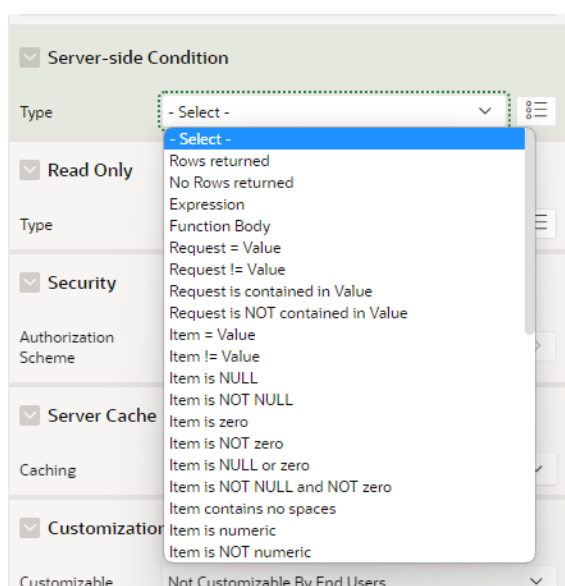 Server-side Condition
Type
- Select -
- Select -
Rows returned
No Rows returned
Expression
Function Body
Request = Value
Request != Value
Request is contained in Value
Request is NOT contained in Value
Item = Value
Item != Value
Item is NULL
Item is NOT NULL
Item is zero
Item is NOT zero
Item is NULL or zero
Item is NOT NULL and NOT zero
Item contains no spaces
Item is numeric
Item is NOT numeric
Read Only
Type
Security
Authorization
Scheme
Server Cache
Caching
Customization
Customizable
Not Customizable By End Users